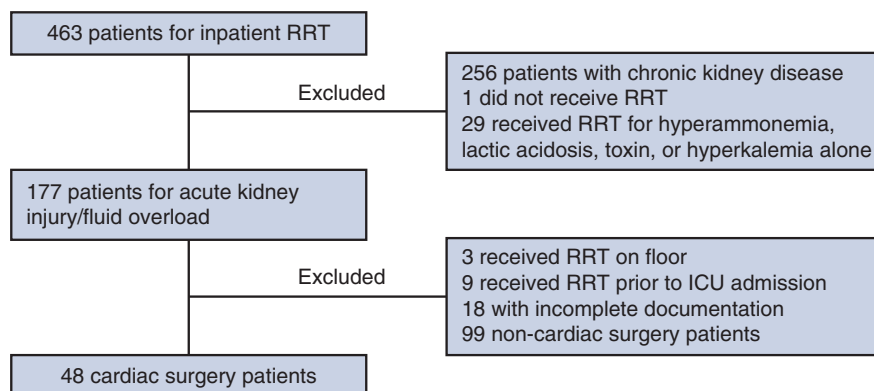 463 patients for inpatient RRT
Excluded
256 patients with chronic kidney disease
1 did not receive RRT
29 received RRT for hyperammonemia,
lactic acidosis, toxin, or hyperkalemia alone
177 patients for acute kidney
injury/fluid overload
Excluded
3 received RRT on floor
9 received RRT prior to ICU admission
18 with incomplete documentation
99 non-cardiac surgery patients
48 cardiac surgery patients